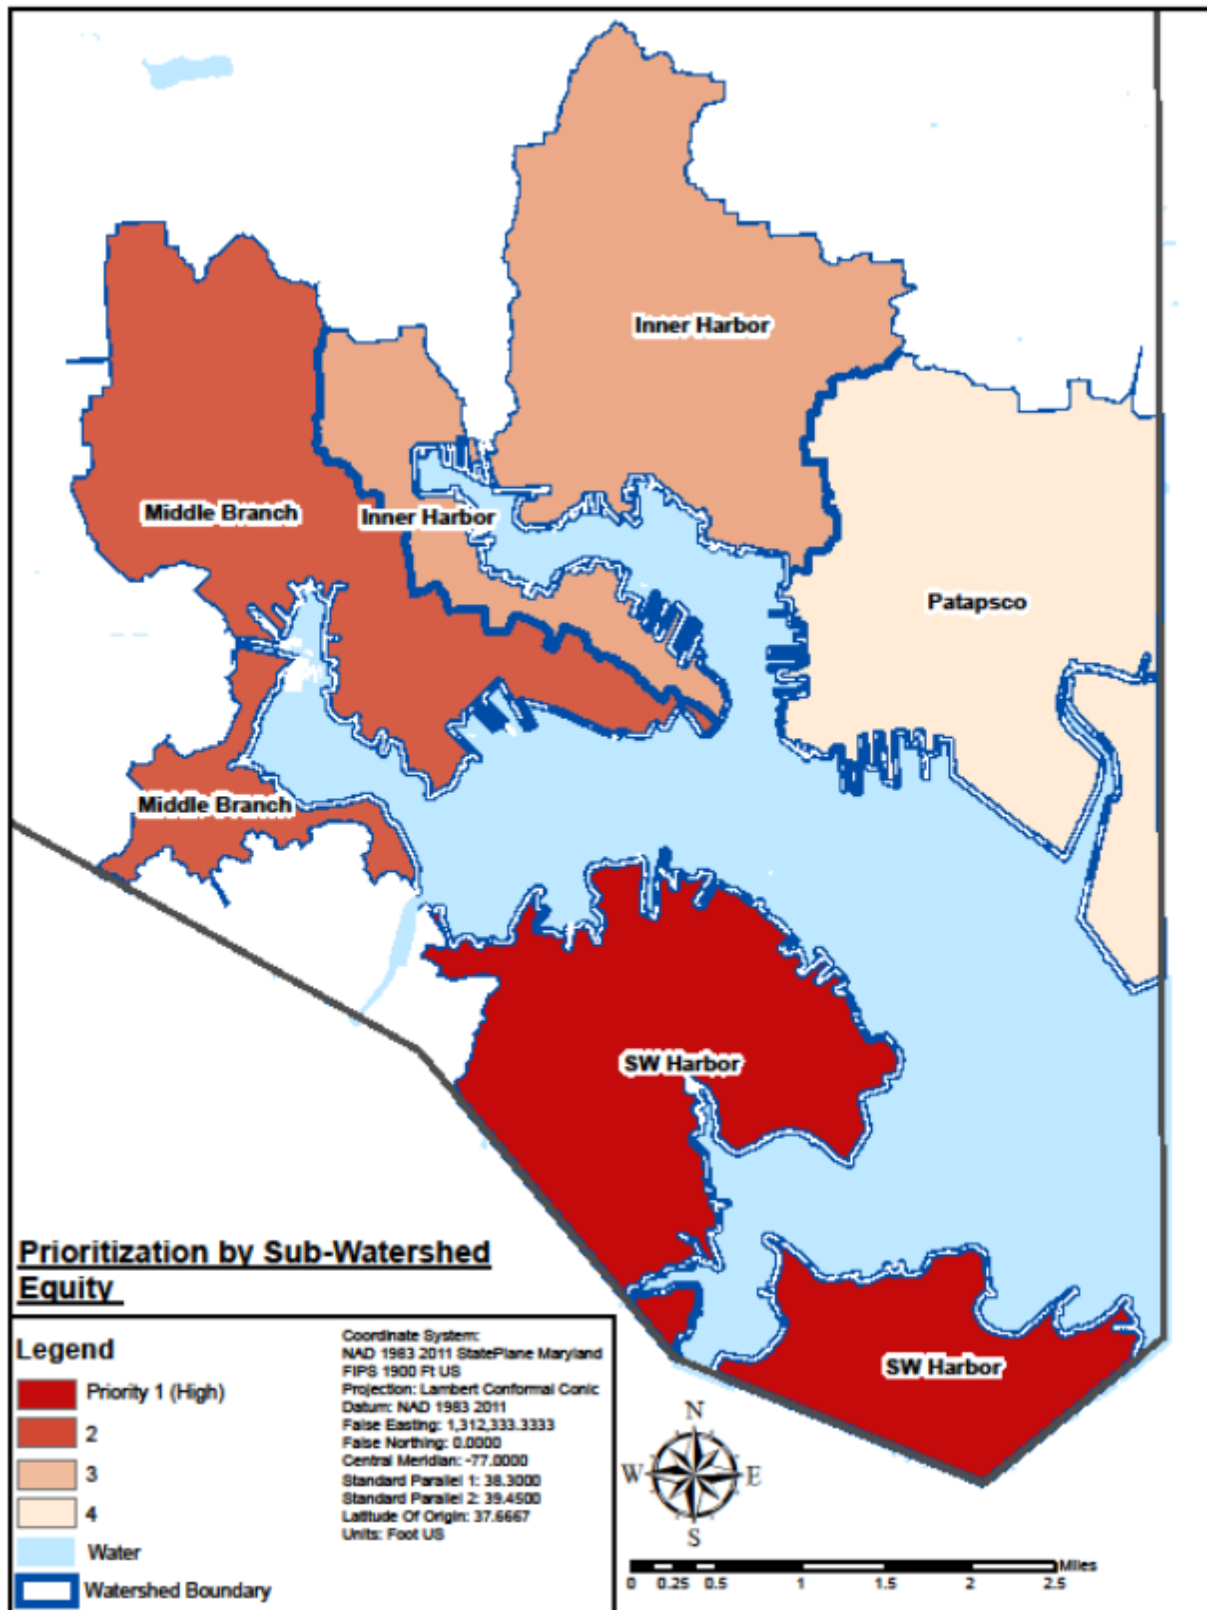 Inner Harbor
Middle Branch
Inner Harbor
Patapsco
Middle Branch
SW Harbor
SW Harbor
Prioritization by Sub-Watershed
Equity
Legend
Priority 1 (High)
2
3
4
Water
Watershed Boundary
Coordinate System:
NAD 1983 2011 StatePlane Maryland
FIPS 1900 Ft US
Projection: Lambert Conformal Conic
Datum: NAD 1983 2011
False Easting: 1,312,333.3333
False Northing: 0.0000
Central Meridian: -77.0000
Standard Parallel 1: 38.3000
Standard Parallel 2: 39.4500
Latitude Of Origin: 37.6667
Units: Foot US
N
W E
S
Miles
0 0.25 0.5 1 1.5 2 2.5